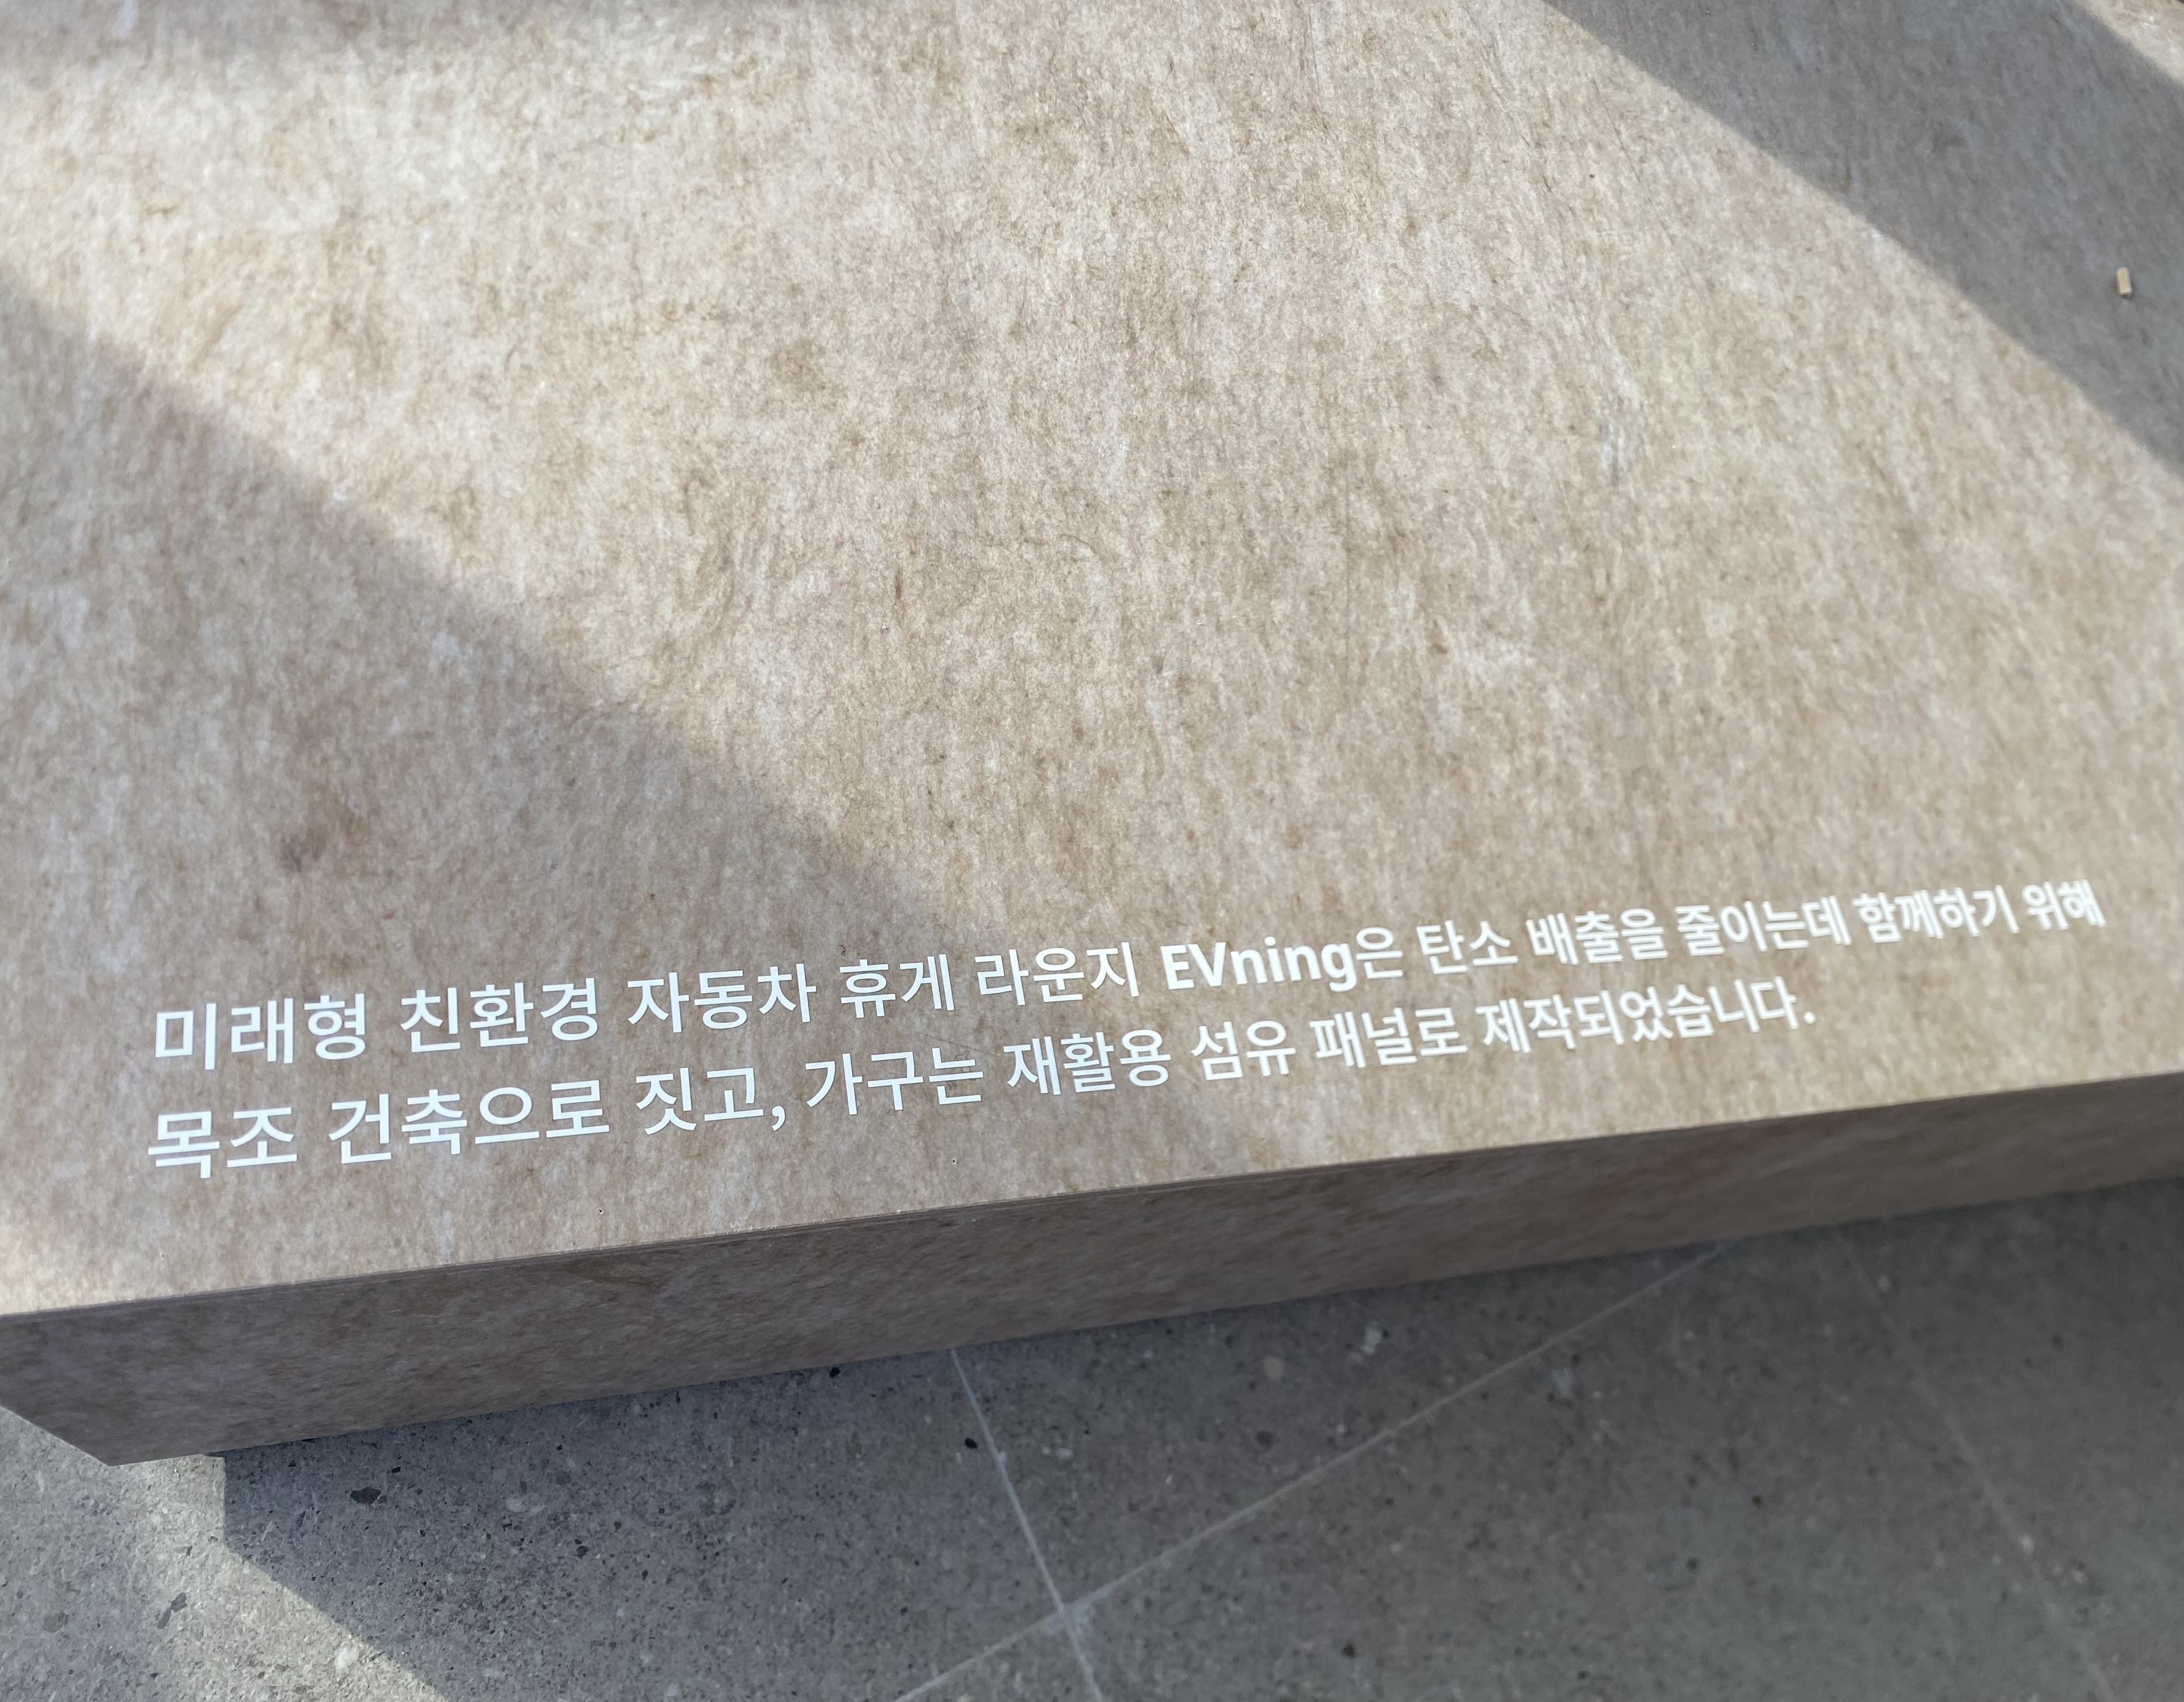 미래형 친환경 자동차 휴게 라운지 EVning은 탄소 배출을 줄이는데 함께하기 위해
목조 건축으로 짓고, 가구는 재활용 섬유 패널로 제작되었습니다.